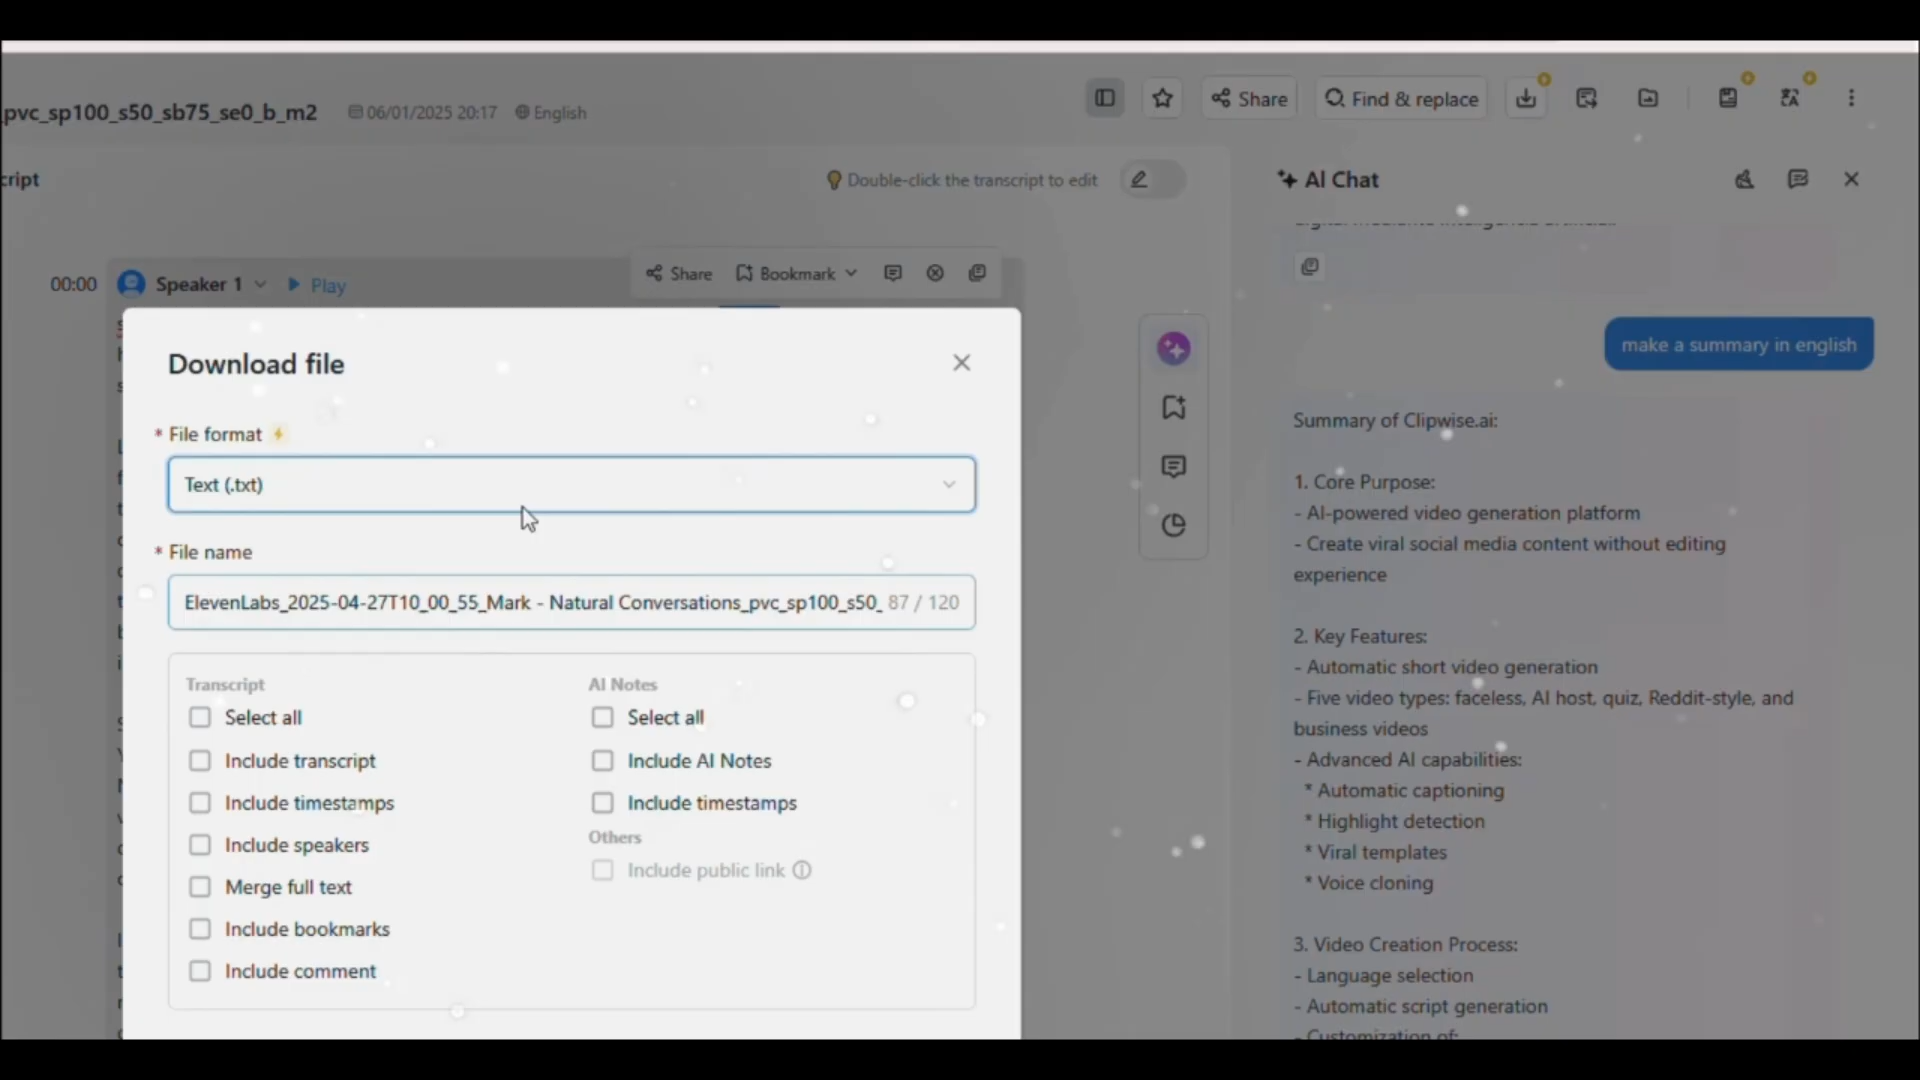 pvc_sp100_s50_sb75_se0_b_m2
06/01/2025 20:17
English
Share
Find & replace
cript
Double-click the transcript to edit
AI Chat
00:00
Speaker 1
Play
Share
Bookmark
make a summary in english
Download file
* File format
Text (.txt)
* File name
ElevenLabs_2025-04-27T10_00_55_Mark - Natural Conversations_pvc_sp100_s50_ 87 / 120
Transcript
Select all
Include transcript
Include timestamps
Include speakers
Merge full text
Include bookmarks
Include comment
AI Notes
Select all
Include AI Notes
Include timestamps
Others
Include public link
Summary of Clipwise.ai:
1. Core Purpose:
- AI-powered video generation platform
- Create viral social media content without editing
experience
2. Key Features:
- Automatic short video generation
- Five video types: faceless, AI host, quiz, Reddit-style, and
business videos
- Advanced AI capabilities:
* Automatic captioning
* Highlight detection
* Viral templates
* Voice cloning
3. Video Creation Process:
- Language selection
- Automatic script generation
- Customization of: